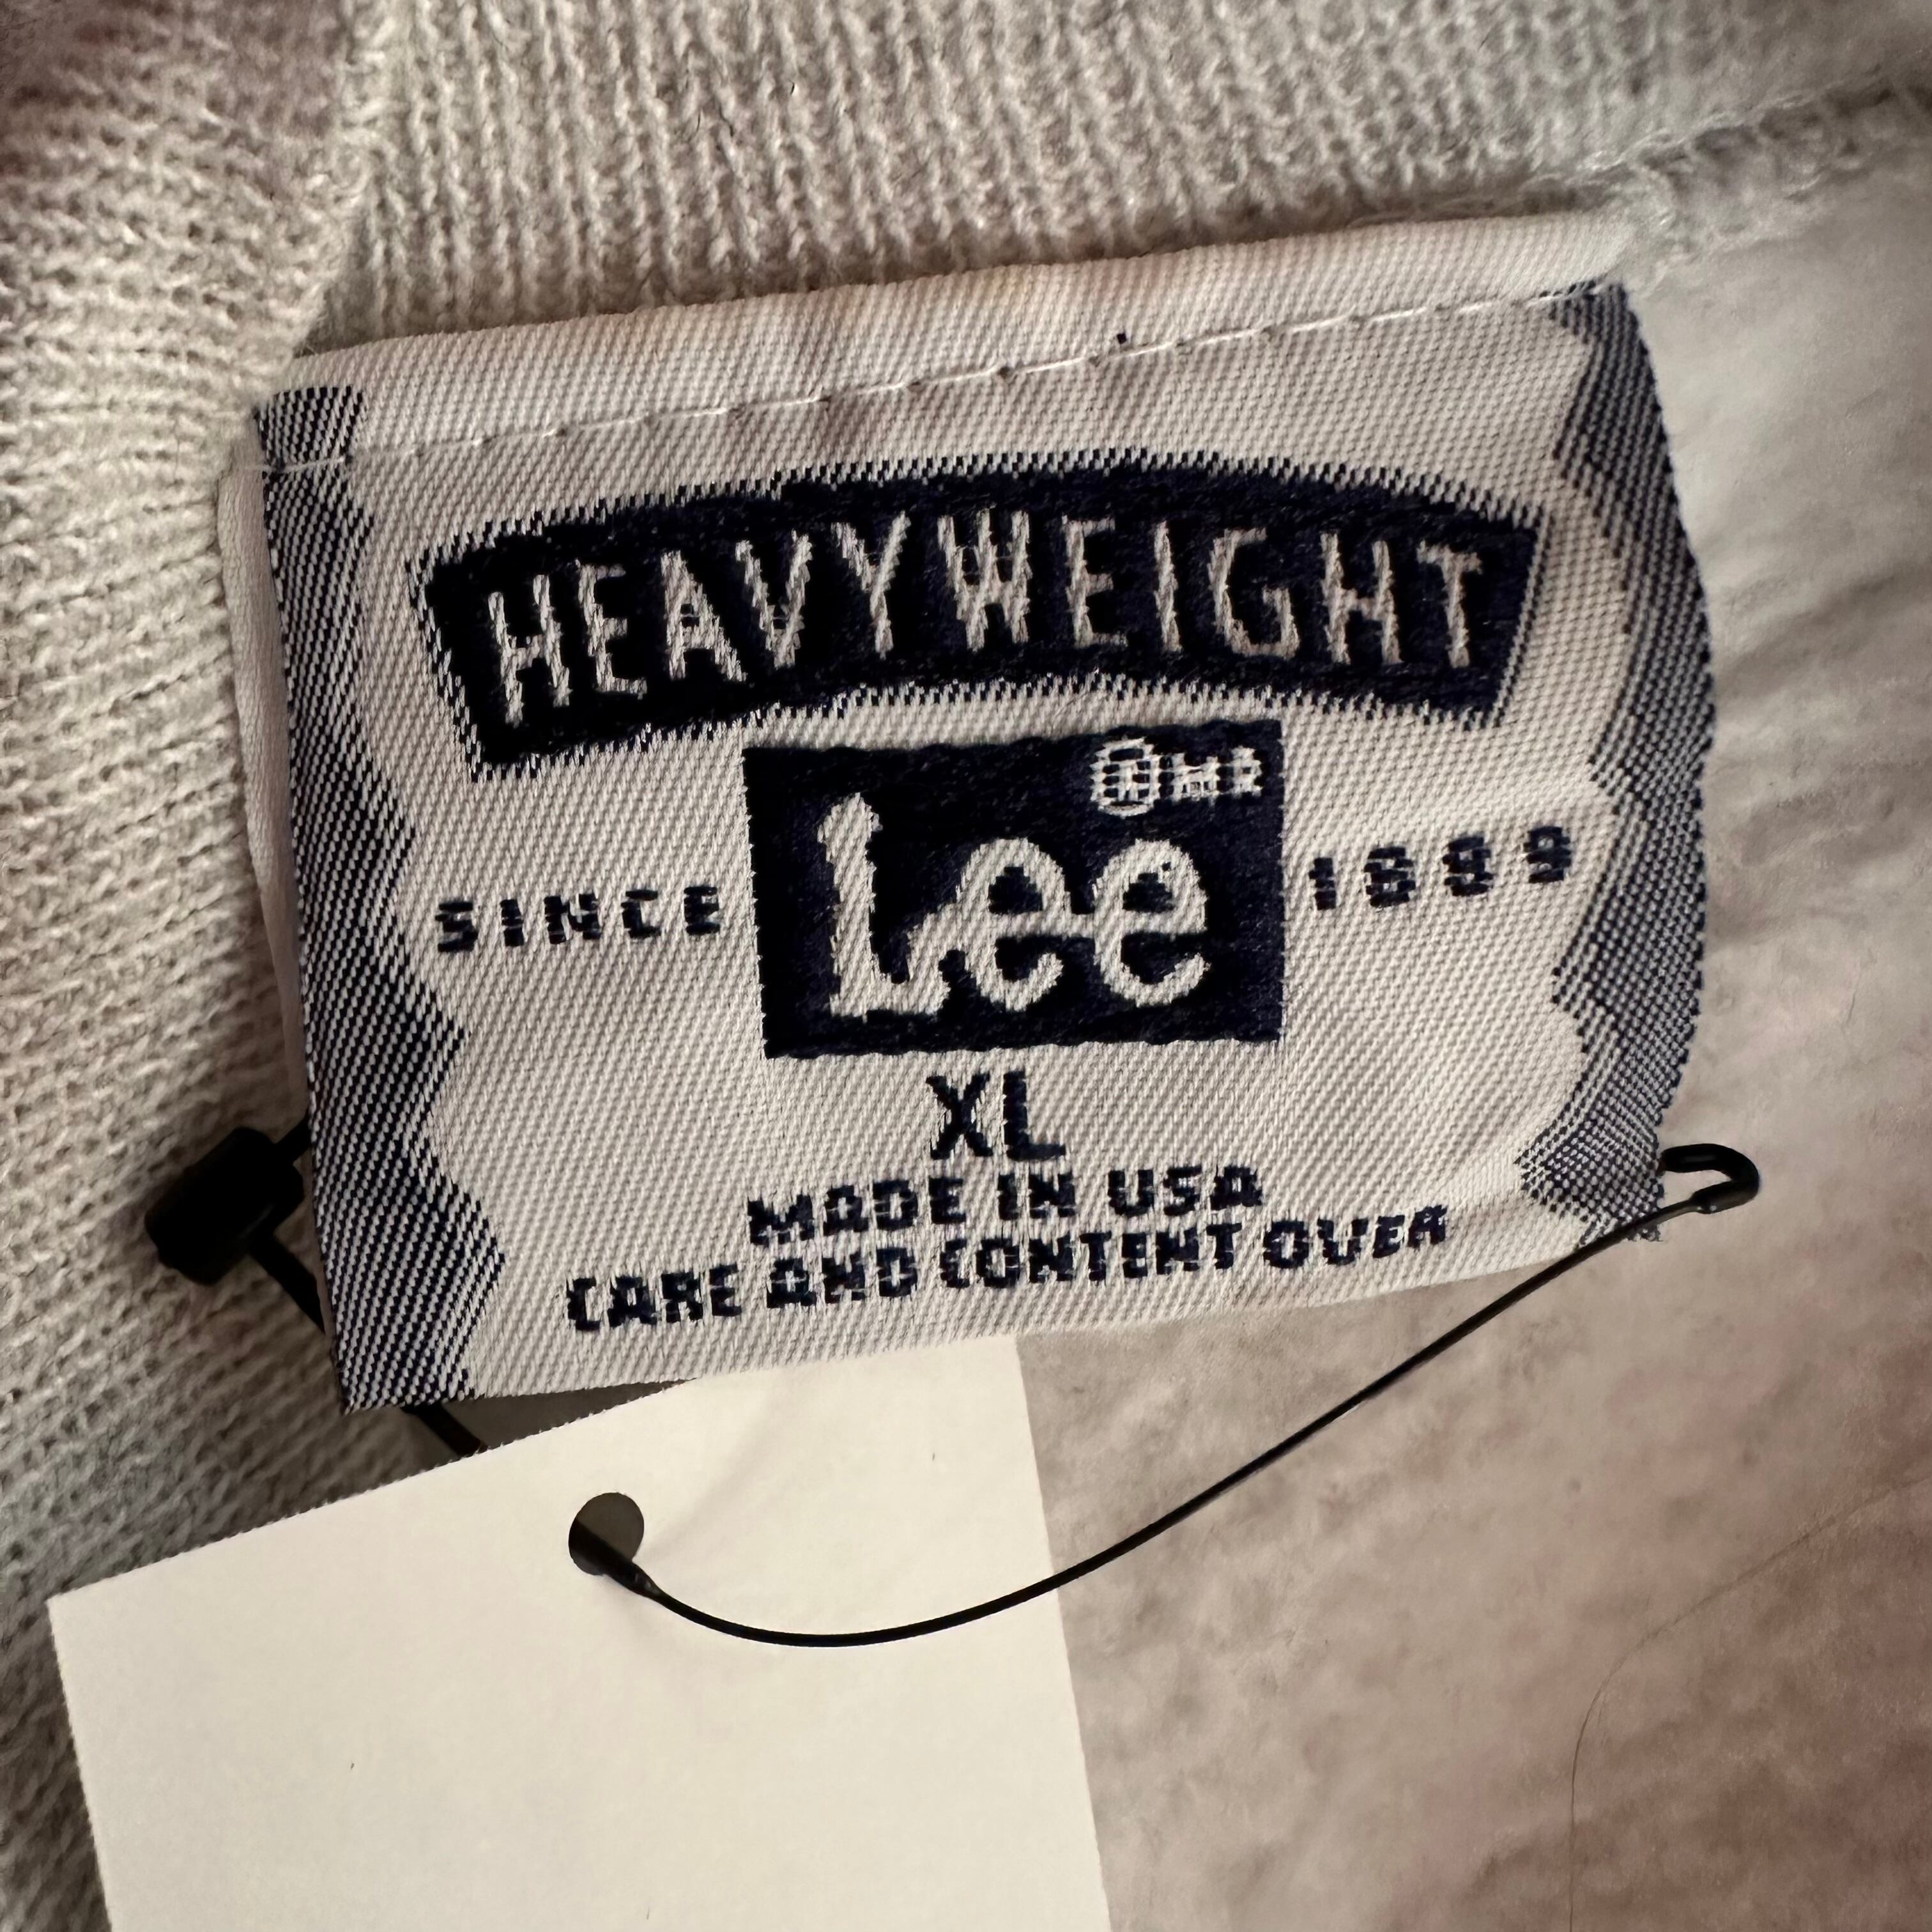 HEAVYWEIGHT
® MR
SINCE Lee 1889
XL
MADE IN USA
CARE AND CONTENT OVER